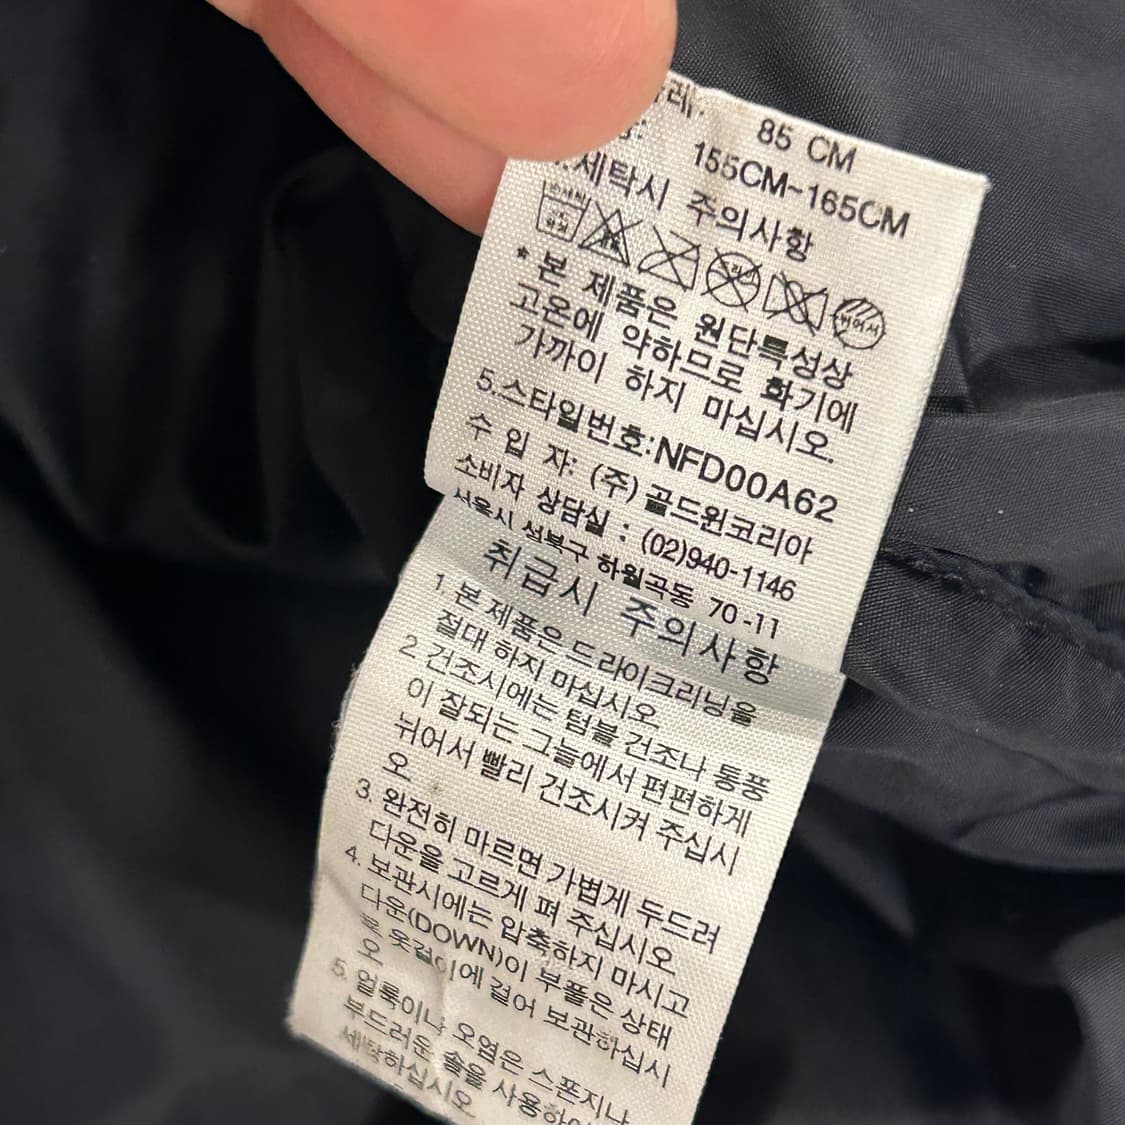 85 CM
155CM~165CM
세탁시 주의사항
뉘어서
* 본 제품은 원단특성상
고온에 약하므로 화기에
가까이 하지 마십시오.
5.스타일번호:NFD00A62
수 입 자: (주) 골드윈코리아
소비자 상담실 : (02)940-1146
서울시 성북구 하월곡동 70-11
취급시 주의사항
1. 본 제품은 드라이크리닝을
절대 하지 마십시오
2 건조시에는 텀블 건조나 통풍
이 잘되는 그늘에서 편편하게
뉘어서 빨리 건조시켜 주십시
오
3. 완전히 마르면 가볍게 두드려
다운을 고르게 펴 주십시오
4. 보관시에는 압축하지 마시고
다운(DOWN)이 부풀은 상태
로 옷걸이에 걸어 보관하십시
오
5. 얼룩이나 오염은 스폰지나
부드러운 솔을 사용하여
세탁하십시오